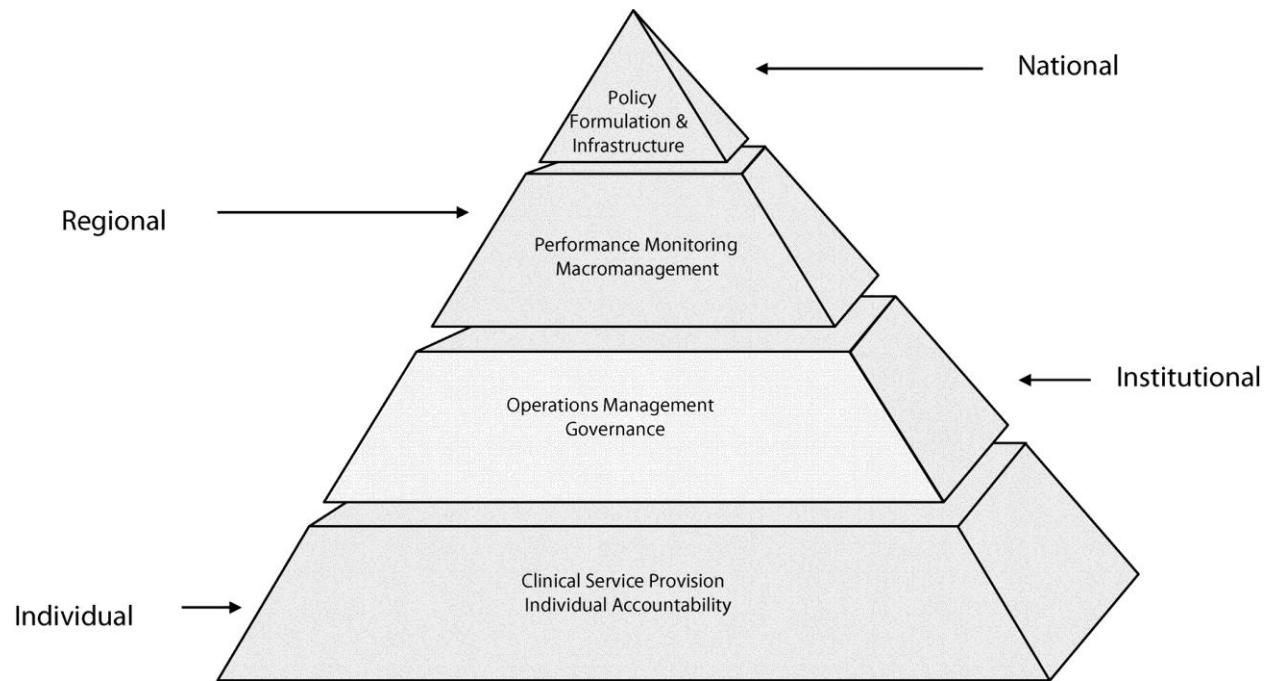 National
Policy
Formulation &
Infrastructure
Regional
Performance Monitoring
Macromanagement
Institutional
Operations Management
Governance
Clinical Service Provision
Individual Accountability
Individual